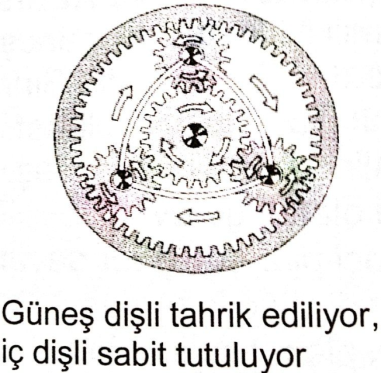 Güneş dişli tahrik ediliyor,
iç dişli sabit tutuluyor